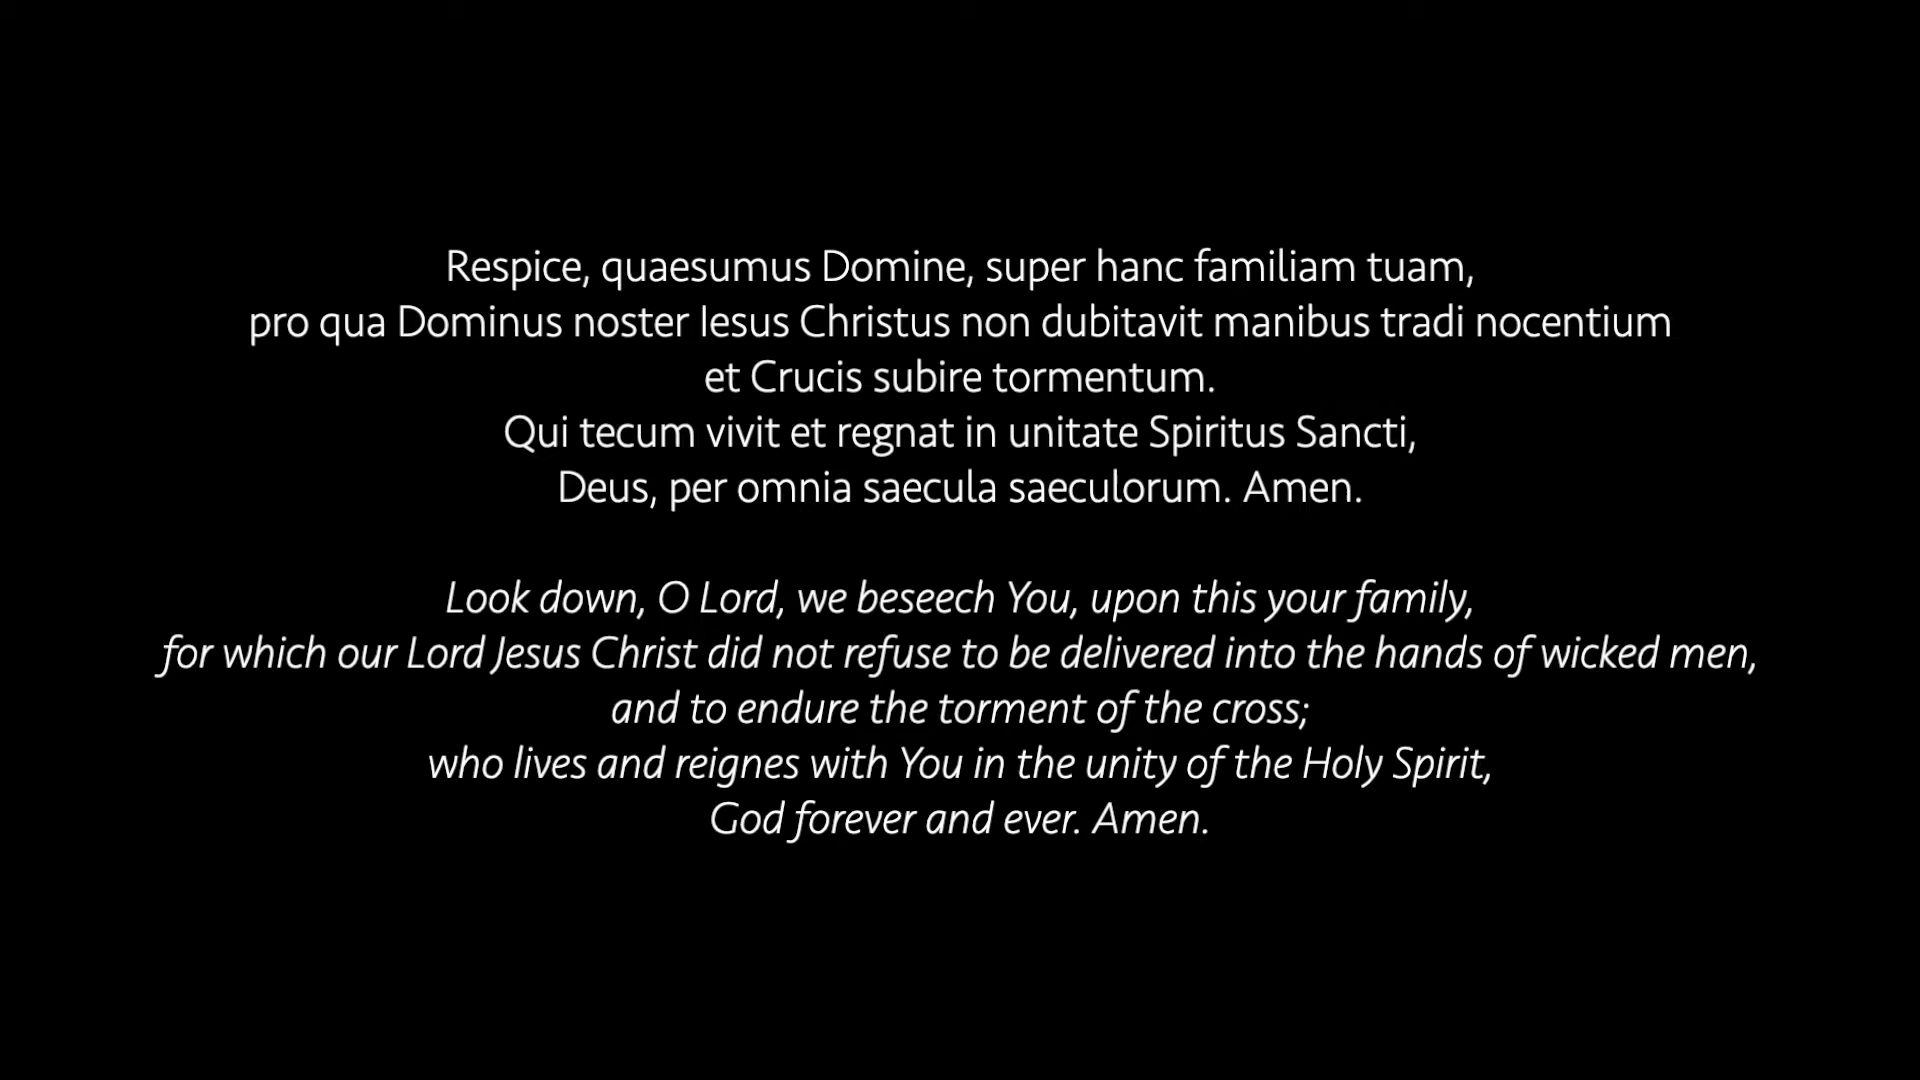 Respice, quaesumus Domine, super hanc familiam tuam,
pro qua Dominus noster Iesus Christus non dubitavit manibus tradi nocentium
et Crucis subire tormentum.
Qui tecum vivit et regnat in unitate Spiritus Sancti,
Deus, per omnia saecula saeculorum. Amen.
Look down, O Lord, we beseech You, upon this your family,
for which our Lord Jesus Christ did not refuse to be delivered into the hands of wicked men,
and to endure the torment of the cross;
who lives and reignes with You in the unity of the Holy Spirit,
God forever and ever. Amen.